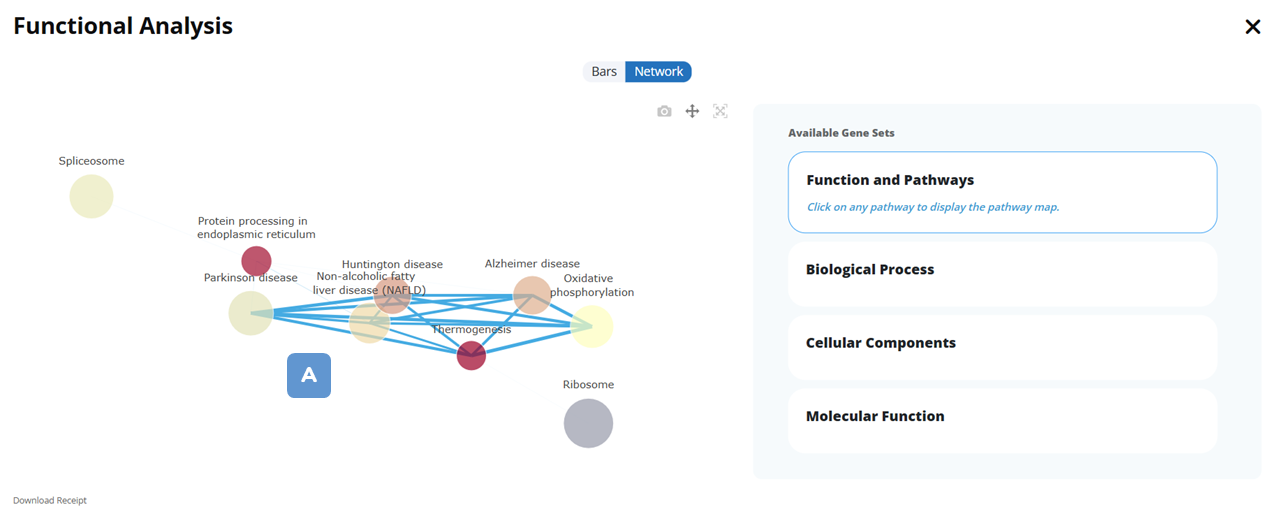 Functional Analysis
Bars
Network
Available Gene Sets
Spliceosome
Function and Pathways
Click on any pathway to display the pathway map.
Protein processing in
endoplasmic reticulum
Huntington disease
Alzheimer disease
Parkinson disease
Non-alcoholic fatty
liver disease (NAFLD)
Oxidative
phosphorylation
Biological Process
Thermogenesis
Cellular Components
A
Ribosome
Molecular Function
Download Receipt